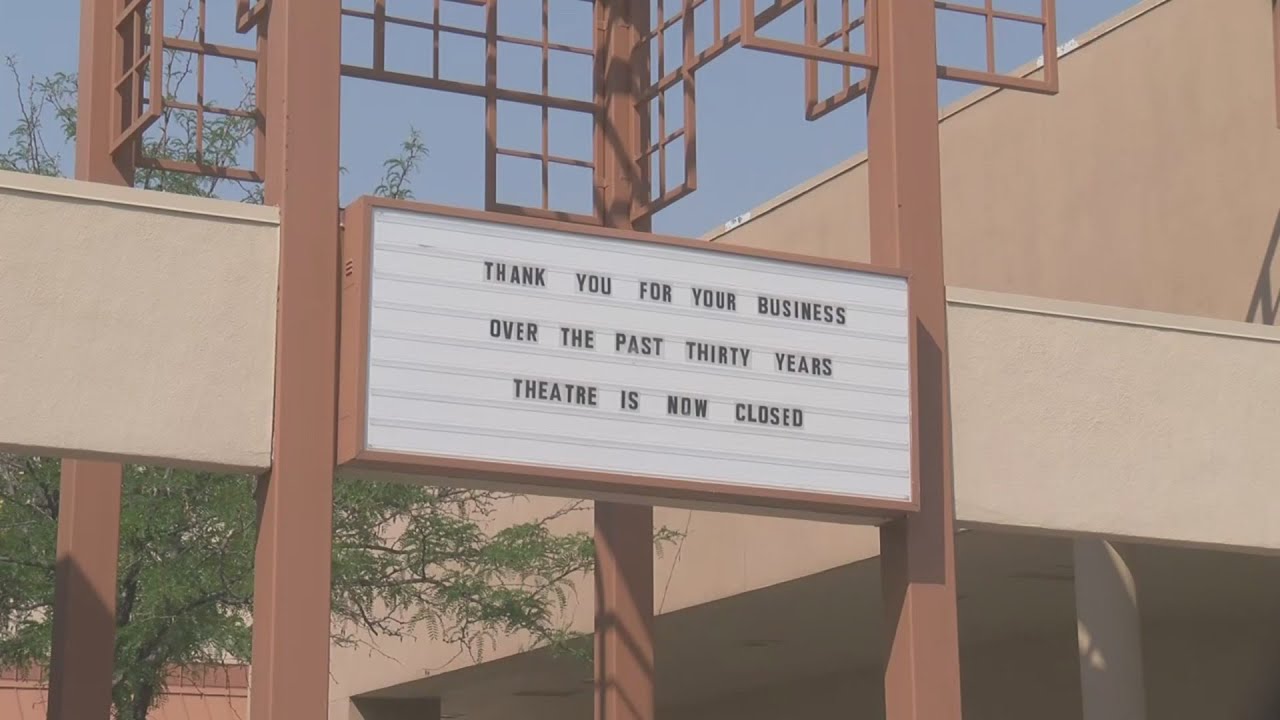 THANK YOU FOR YOUR BUSINESS
OVER THE PAST THIRTY YEARS
THEATRE IS NOW CLOSED